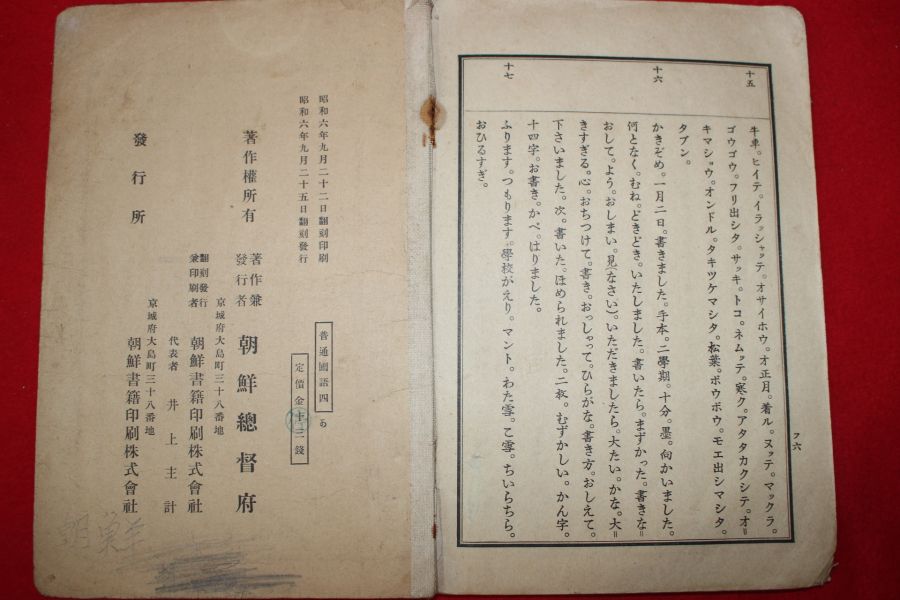 十五
牛車。ヒイテ。イラッシャッテ。オサイホウ。オ正月。着ル。ヌッテ。マックラ。
ゴウゴウ。フリ出シタ。サッキ。トコ。ネムッテ。寒ク。アタタカクシテ。オ＝
キマショウ。オンドル。タキツケマシタ。松葉。ボウボウ。モエ出シマシタ。
タブン。
十六
かきぞめ。一月二日。書きました。手本。二學期。十分。墨。向かいました。
何となく。むね。どきどき。いたしました。書いたら。まずかった。書きな＝
おして。よう。おしまい。見(なさい)。いただきましたら。大たい。かな。大＝
きすぎる。心。おちつけて。書き。おっしゃって。ひらがな。書き方。おしえて。
下さいました。次。書いた。ほめられました。二枚。むずかしい。かん字。
十四字。お書き。かべ。はりました。
十七
ふります。つもります。學校がえり。マント。わた雪。こ雪。ちいらちら。
おひるすぎ。
フ六
昭和六年九月二十二日翻刻印刷
昭和六年九月二十五日翻刻發行
普通國語四
定價金十三錢
著作權所有
著作兼
發行者
朝鮮總督府
京城府大島町三十八番地
翻刻發行
兼印刷者
朝鮮書籍印刷株式會社
代表者 井上主計
京城府大島町三十八番地
發行所
朝鮮書籍印刷株式會社